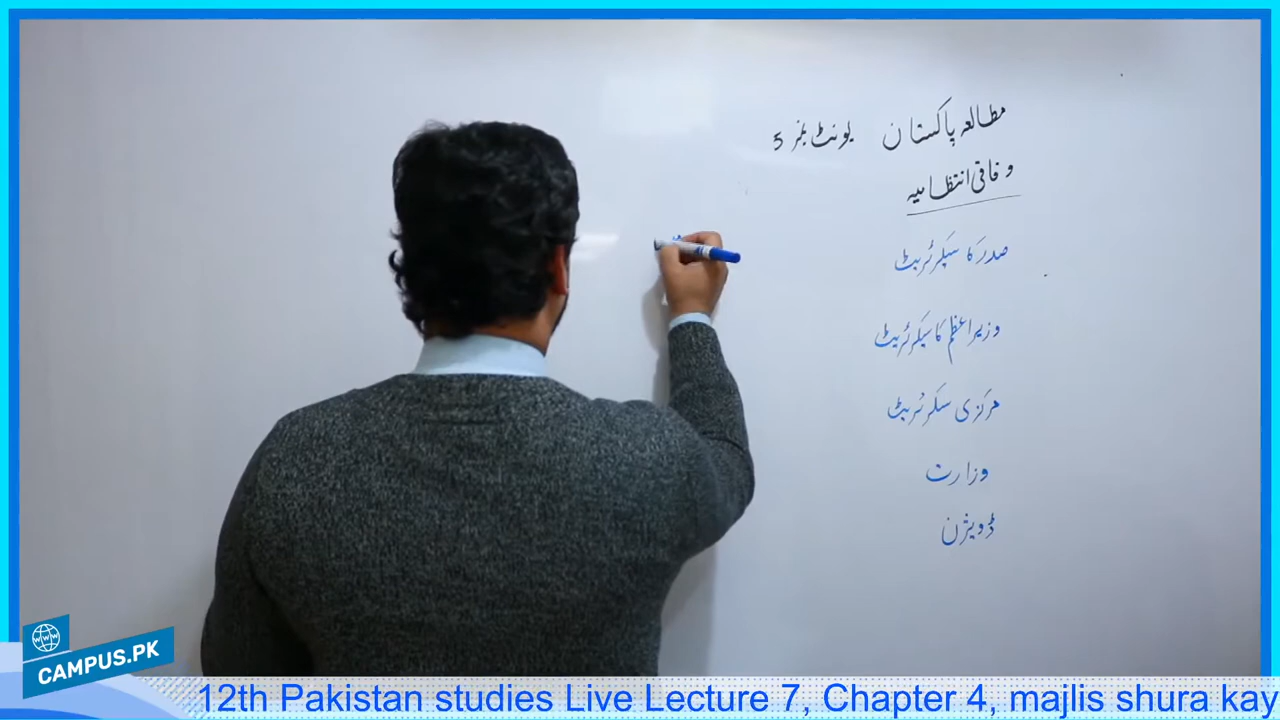 مطالعہ پاکستان یونٹ نمبر 5
وفاقی انتظامیہ
صدر کا سیکرٹریٹ
وزیراعظم کا سیکرٹریٹ
مرکزی سیکرٹریٹ
وزارت
ڈویژن
WWW
CAMPUS.PK
12th Pakistan studies Live Lecture 7, Chapter 4, majlis shura kay